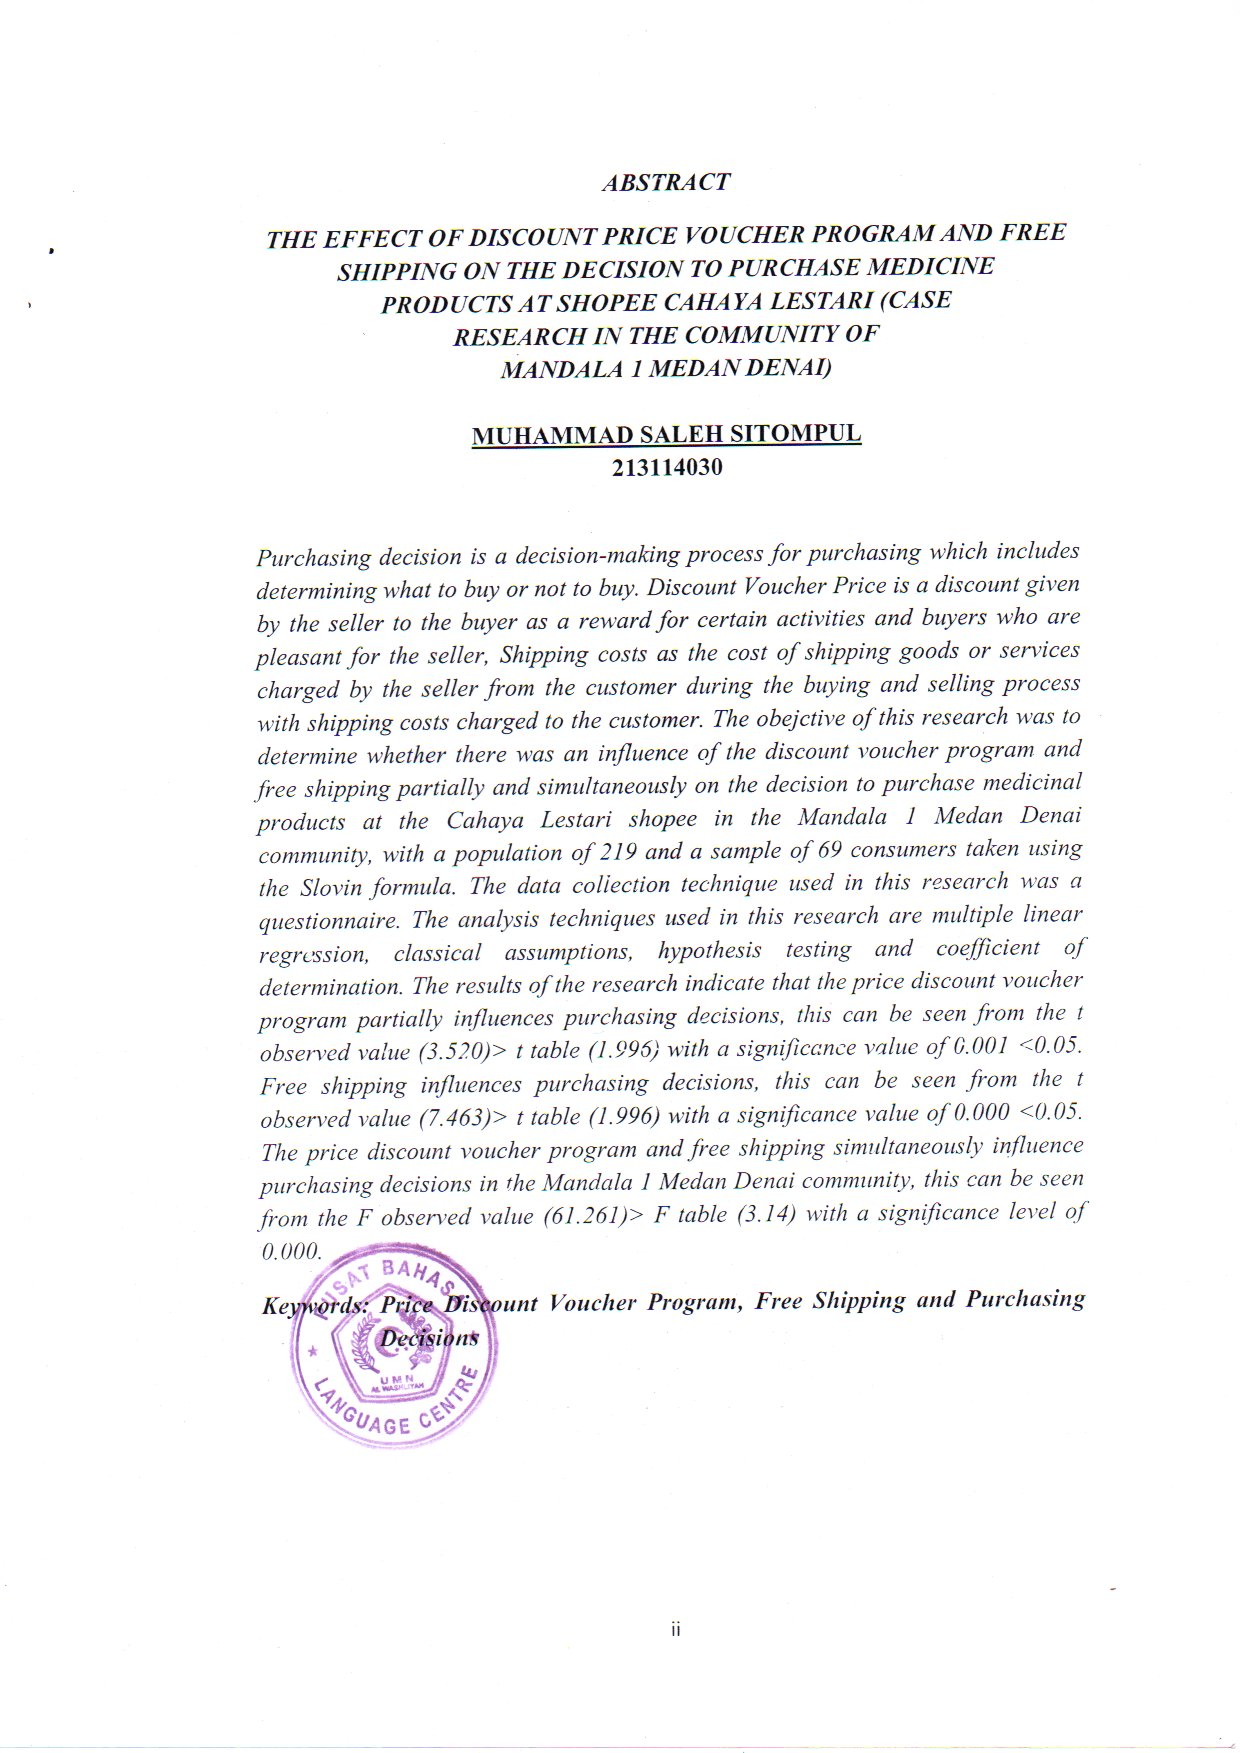 ABSTRACT
THE EFFECT OF DISCOUNT PRICE VOUCHER PROGRAM AND FREE
SHIPPING ON THE DECISION TO PURCHASE MEDICINE
PRODUCTS AT SHOPEE CAHAYA LESTARI (CASE
RESEARCH IN THE COMMUNITY OF
MANDALA 1 MEDAN DENAI)
MUHAMMAD SALEH SITOMPUL
213114030
Purchasing decision is a decision-making process for purchasing which includes
determining what to buy or not to buy. Discount Voucher Price is a discount given
by the seller to the buyer as a reward for certain activities and buyers who are
pleasant for the seller, Shipping costs as the cost of shipping goods or services
charged by the seller from the customer during the buying and selling process
with shipping costs charged to the customer. The obejctive of this research was to
determine whether there was an influence of the discount voucher program and
free shipping partially and simultaneously on the decision to purchase medicinal
products at the Cahaya Lestari shopee in the Mandala 1 Medan Denai
community, with a population of 219 and a sample of 69 consumers taken using
the Slovin formula. The data collection technique used in this research was a
questionnaire. The analysis techniques used in this research are multiple linear
regression, classical assumptions, hypothesis testing and coefficient of
determination. The results of the research indicate that the price discount voucher
program partially influences purchasing decisions, this can be seen from the t
observed value (3.520)> t table (1.996) with a significance value of 0.001 <0.05.
Free shipping influences purchasing decisions, this can be seen from the t
observed value (7.463)> t table (1.996) with a significance value of 0.000 <0.05.
The price discount voucher program and free shipping simultaneously influence
purchasing decisions in the Mandala 1 Medan Denai community, this can be seen
from the F observed value (61.261)> F table (3.14) with a significance level of
0.000.
Keywords: Price Discount Voucher Program, Free Shipping and Purchasing
Decisions
PUSAT BAHASA
UMN
AL WASHLIYAH
LANGUAGE CENTRE
ii